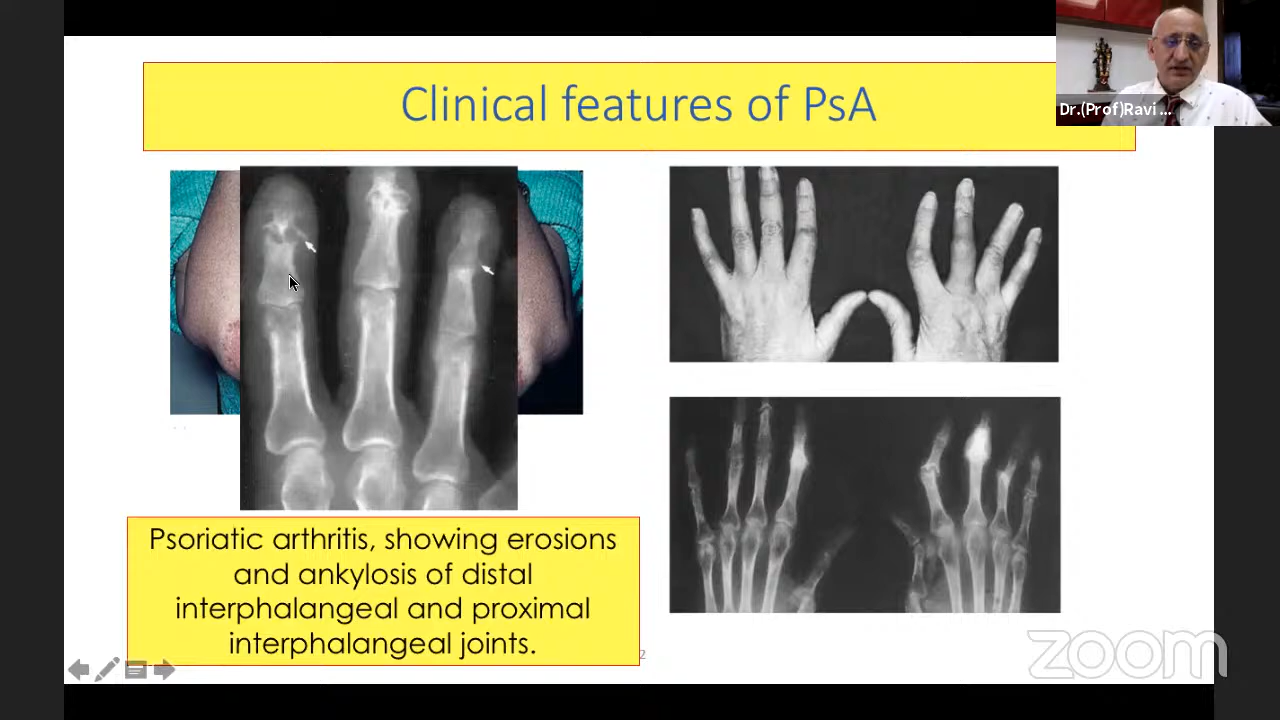 Clinical features of PsA
Dr.(Prof)Ravi ...
Psoriatic arthritis, showing erosions
and ankylosis of distal
interphalangeal and proximal
interphalangeal joints.
2
zoom